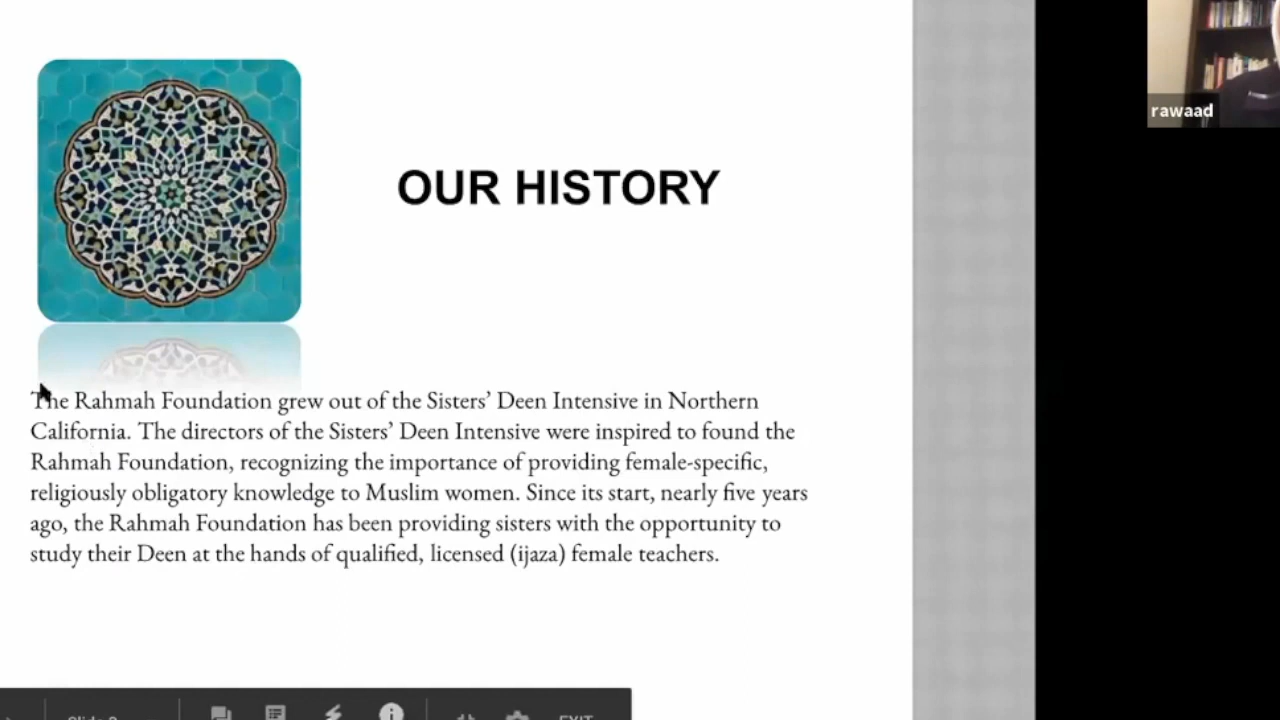 rawaad
OUR HISTORY
The Rahmah Foundation grew out of the Sisters’ Deen Intensive in Northern
California. The directors of the Sisters’ Deen Intensive were inspired to found the
Rahmah Foundation, recognizing the importance of providing female-specific,
religiously obligatory knowledge to Muslim women. Since its start, nearly five years
ago, the Rahmah Foundation has been providing sisters with the opportunity to
study their Deen at the hands of qualified, licensed (ijaza) female teachers.
EXIT